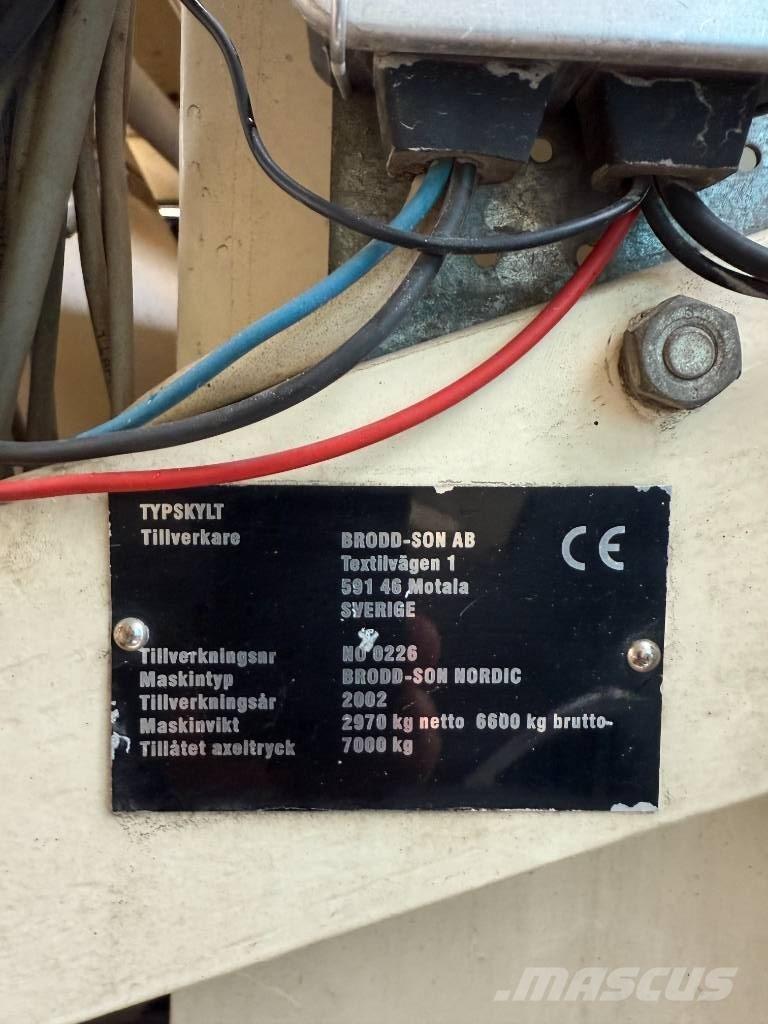 TYPSKYLT
Tillverkare BRODD-SON AB CE
Textilvägen 1
591 46 Motala
SVERIGE
Tillverkningsnr NO 0226
Maskintyp BRODD-SON NORDIC
Tillverkningsår 2002
Maskinvikt 2970 kg netto 6600 kg brutto
Tillåtet axeltryck 7000 kg
MASCUS